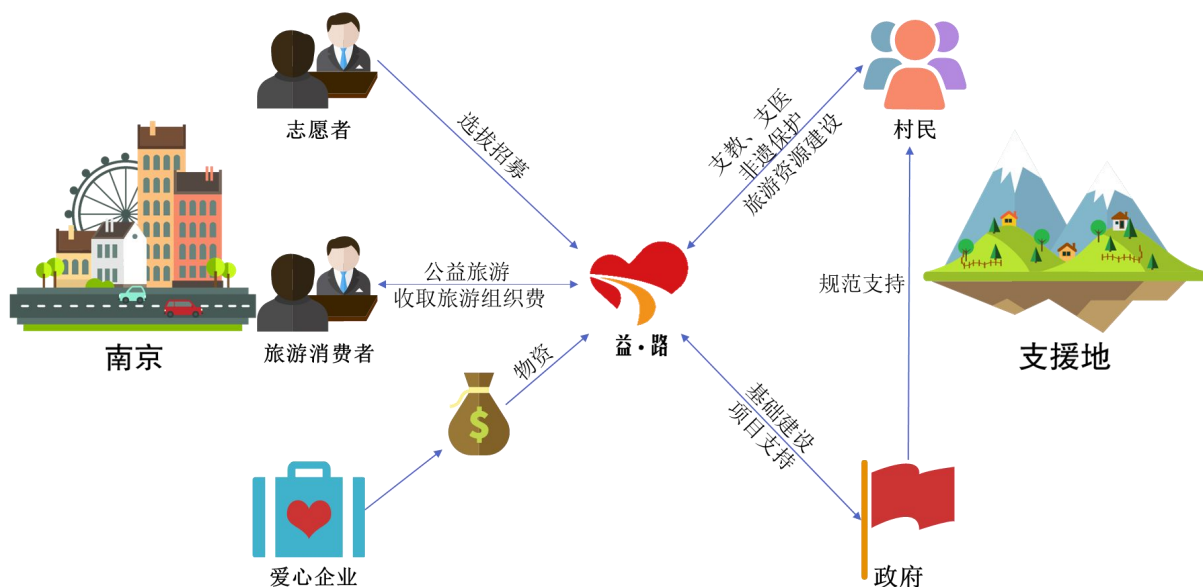 志愿者
选拔招募
支教、支医
非遗保护
旅游资源建设
村民
南京
公益旅游
收取旅游组织费
旅游消费者
益·路
规范支持
支援地
物资
$
基础建设
项目支持
爱心企业
政府